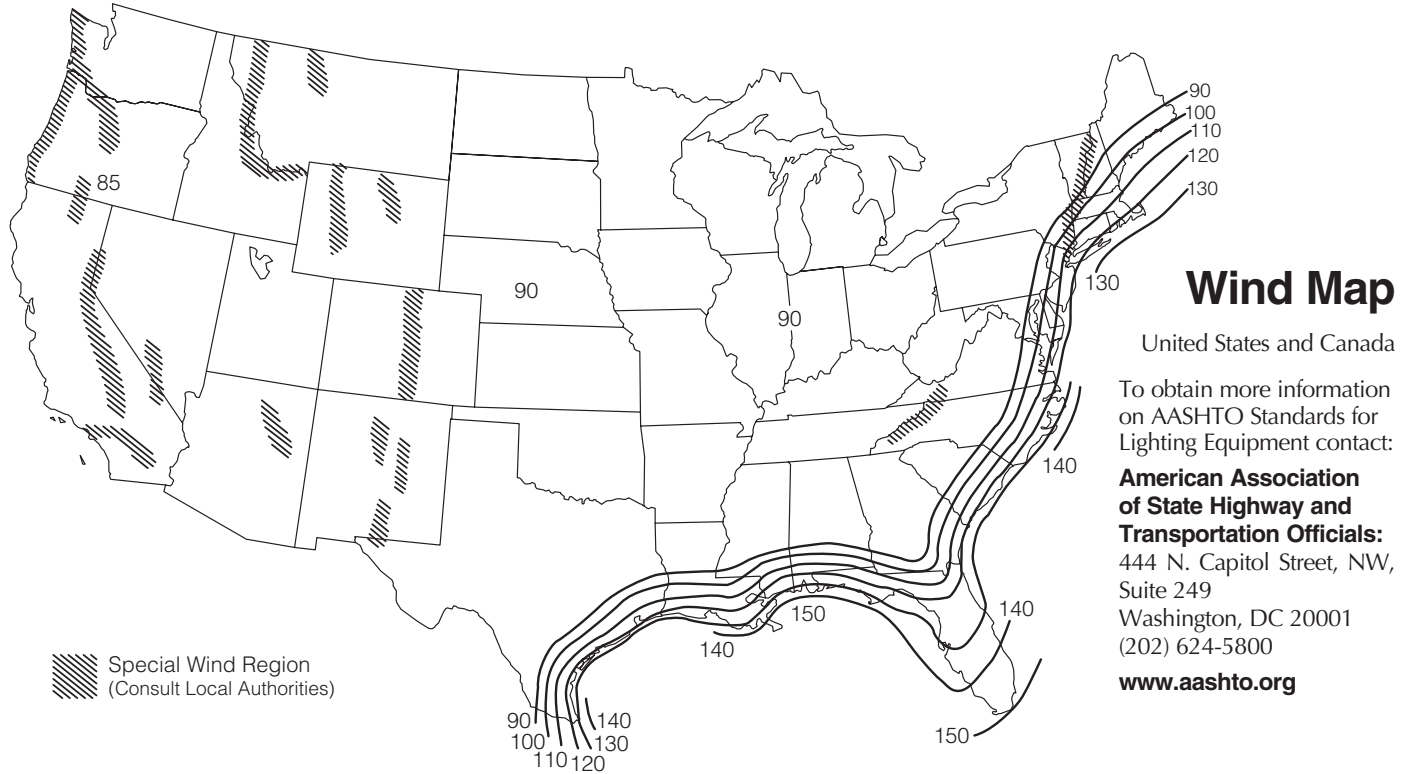 90
100
110
120
130
85
130
Wind Map
90
90
United States and Canada
To obtain more information
on AASHTO Standards for
Lighting Equipment contact:
140
American Association
of State Highway and
Transportation Officials:
444 N. Capitol Street, NW,
Suite 249
Washington, DC 20001
(202) 624-5800
www.aashto.org
150
140
140
Special Wind Region
(Consult Local Authorities)
90
100
110
120
130
140
150